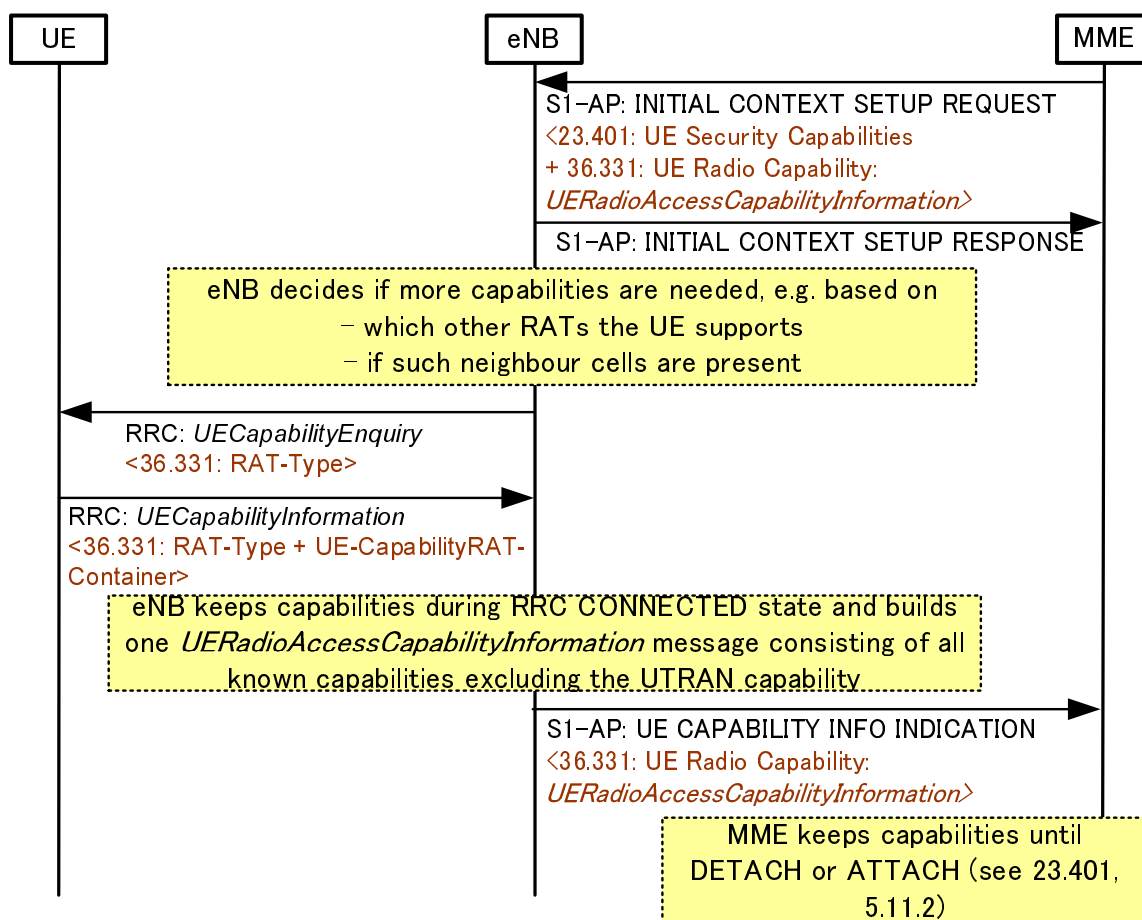 UE
eNB
MME
S1-AP: INITIAL CONTEXT SETUP REQUEST
<23.401: UE Security Capabilities
+ 36.331: UE Radio Capability:
UERadioAccessCapabilityInformation>
S1-AP: INITIAL CONTEXT SETUP RESPONSE
eNB decides if more capabilities are needed, e.g. based on
- which other RATs the UE supports
- if such neighbour cells are present
RRC: UECapabilityEnquiry
<36.331: RAT-Type>
RRC: UECapabilityInformation
<36.331: RAT-Type + UE-CapabilityRAT-
Container>
eNB keeps capabilities during RRC CONNECTED state and builds
one UERadioAccessCapabilityInformation message consisting of all
known capabilities excluding the UTRAN capability
S1-AP: UE CAPABILITY INFO INDICATION
<36.331: UE Radio Capability:
UERadioAccessCapabilityInformation>
MME keeps capabilities until
DETACH or ATTACH (see 23.401,
5.11.2)